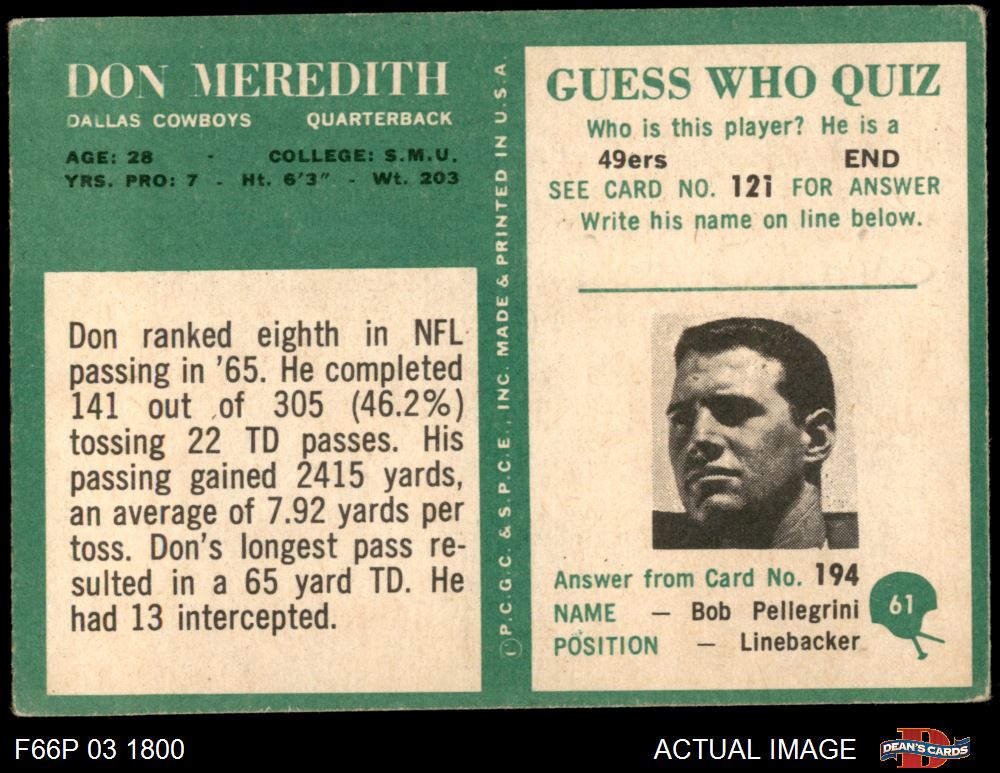 DON MEREDITH
DALLAS COWBOYS QUARTERBACK
AGE: 28 - COLLEGE: S.M.U.
YRS. PRO: 7 - Ht. 6'3" - Wt. 203
Don ranked eighth in NFL
passing in '65. He completed
141 out of 305 (46.2%)
tossing 22 TD passes. His
passing gained 2415 yards,
an average of 7.92 yards per
toss. Don's longest pass re-
sulted in a 65 yard TD. He
had 13 intercepted.
©P.C.G.C. & S.P.C.E., INC. MADE & PRINTED IN U.S.A.
GUESS WHO QUIZ
Who is this player? He is a
49ers END
SEE CARD NO. 121 FOR ANSWER
Write his name on line below.
Answer from Card No. 194
NAME — Bob Pellegrini
POSITION — Linebacker
61
F66P 03 1800
ACTUAL IMAGE
DEAN'S CARDS